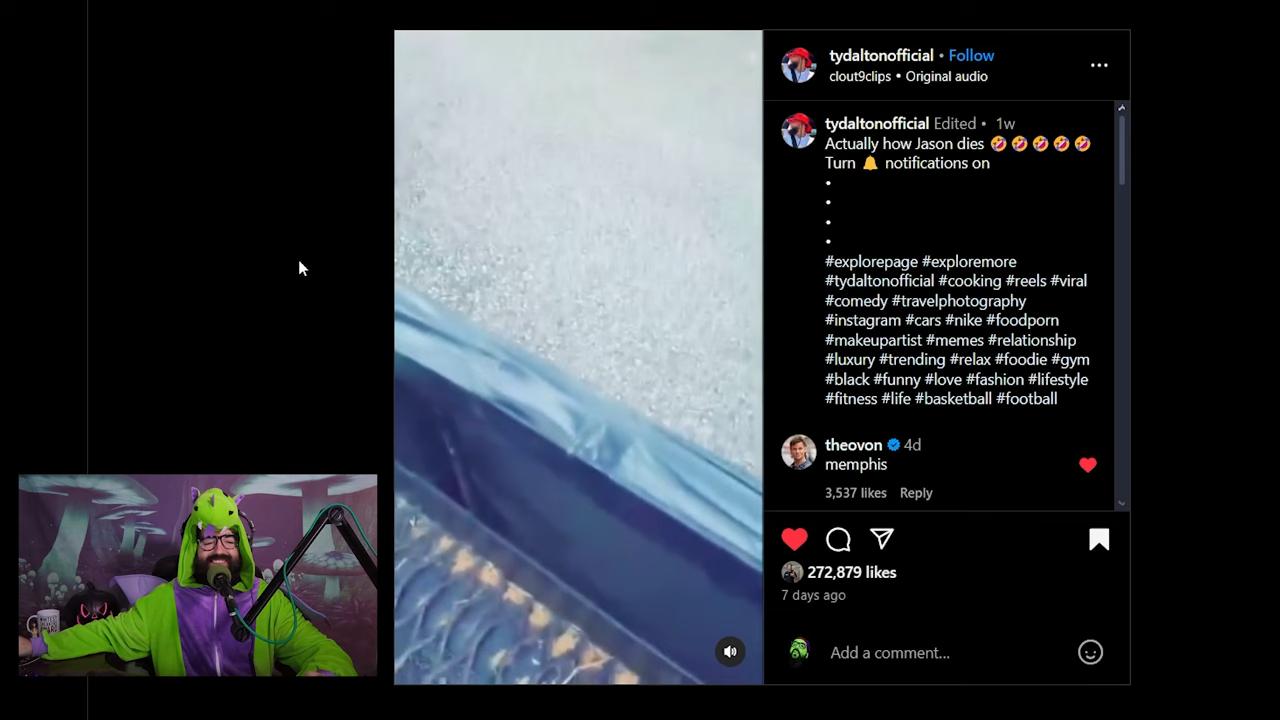 tydaltonofficial • Follow
clout9clips • Original audio
tydaltonofficial Edited • 1w
Actually how Jason dies 🤣🤣🤣🤣🤣
Turn 🔔 notifications on
•
•
•
•
#explorepage #exploremore
#tydaltonofficial #cooking #reels #viral
#comedy #travelphotography
#instagram #cars #nike #foodporn
#makeupartist #memes #relationship
#luxury #trending #relax #foodie #gym
#black #funny #love #fashion #lifestyle
#fitness #life #basketball #football
theovon 4d
memphis
3,537 likes Reply
272,879 likes
7 days ago
Add a comment...